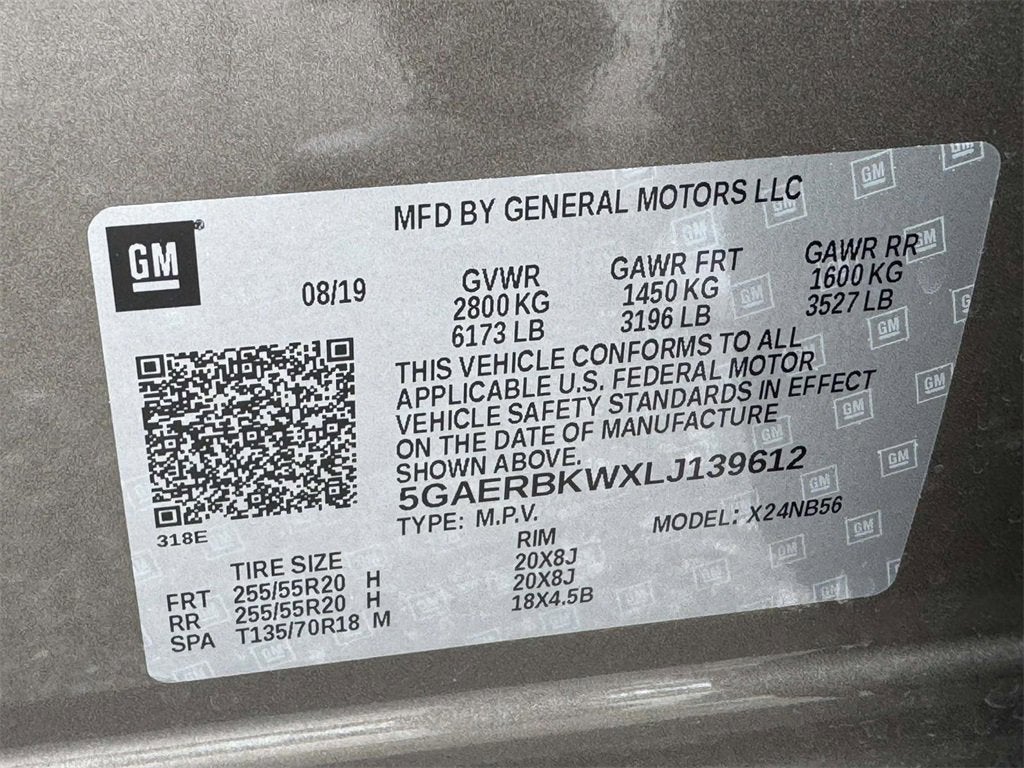 MFD BY GENERAL MOTORS LLC
GM
08/19
GVWR GAWR FRT GAWR RR
2800 KG 1450 KG 1600 KG
6173 LB 3196 LB 3527 LB
THIS VEHICLE CONFORMS TO ALL
APPLICABLE U.S. FEDERAL MOTOR
VEHICLE SAFETY STANDARDS IN EFFECT
ON THE DATE OF MANUFACTURE
SHOWN ABOVE.
5GAERBKWXLJ139612
TYPE: M.P.V. MODEL: X24NB56
318E
TIRE SIZE RIM
FRT 255/55R20 H 20X8J
RR 255/55R20 H 20X8J
SPA T135/70R18 M 18X4.5B